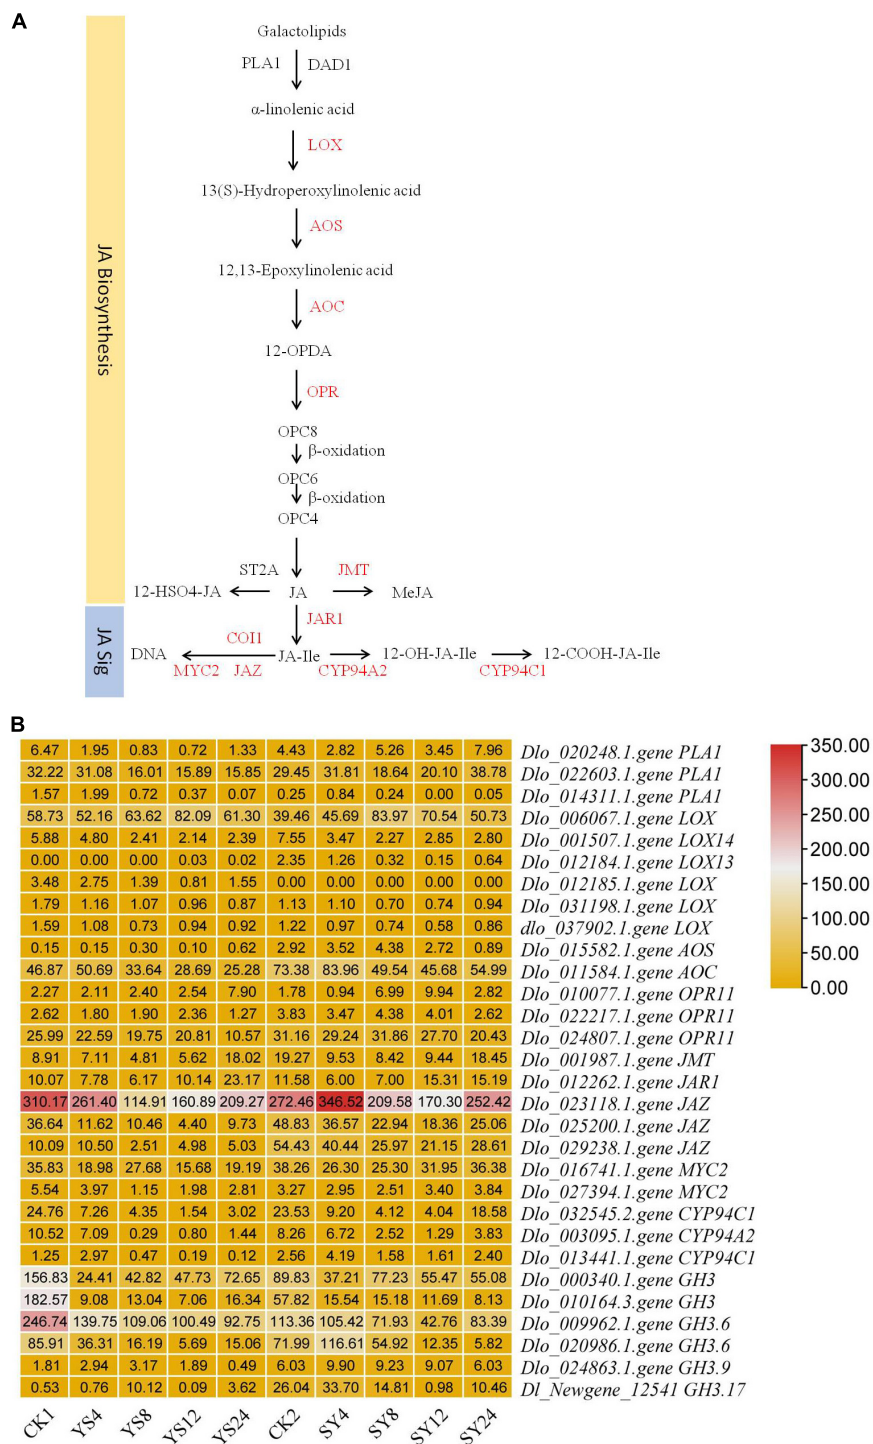 A
Galactolipids
PLA1 DAD1
α-linolenic acid
LOX
13(S)-Hydroperoxylinolenic acid
AOS
12,13-Epoxylinolenic acid
AOC
12-OPDA
OPR
OPC8
β-oxidation
OPC6
β-oxidation
OPC4
ST2A JMT
12-HSO4-JA JA MeJA
JAR1
COI1
DNA JA-Ile 12-OH-JA-Ile 12-COOH-JA-Ile
MYC2 JAZ CYP94A2 CYP94C1
JA Biosynthesis
JA Sig
B
6.47 1.95 0.83 0.72 1.33 4.43 2.82 5.26 3.45 7.96 Dlo_020248.1.gene PLA1
32.22 31.08 16.01 15.89 15.85 29.45 31.81 18.64 20.10 38.78 Dlo_022603.1.gene PLA1
1.57 1.99 0.72 0.37 0.07 0.25 0.84 0.24 0.00 0.05 Dlo_014311.1.gene PLA1
58.73 52.16 63.62 82.09 61.30 39.46 45.69 83.97 70.54 50.73 Dlo_006067.1.gene LOX
5.88 4.80 2.41 2.14 2.39 7.55 3.47 2.27 2.85 2.80 Dlo_001507.1.gene LOX14
0.00 0.00 0.03 0.03 0.02 2.35 1.26 0.32 0.15 0.64 Dlo_012184.1.gene LOX13
3.48 2.75 1.39 0.81 1.55 0.00 0.00 0.00 0.00 0.00 Dlo_012185.1.gene LOX
1.79 1.16 1.07 0.96 0.87 1.13 1.10 0.70 0.74 0.94 Dlo_031198.1.gene LOX
1.59 1.08 0.73 0.94 0.92 1.22 0.97 0.74 0.58 0.86 dlo_037902.1.gene LOX
0.15 0.15 0.30 0.10 0.62 2.92 3.52 4.38 2.72 0.89 Dlo_015582.1.gene AOS
46.87 50.69 33.64 28.69 25.28 73.38 83.96 49.54 45.68 54.99 Dlo_011584.1.gene AOC
2.27 2.11 2.40 2.54 7.90 1.78 0.94 6.99 9.94 2.82 Dlo_010077.1.gene OPR11
2.62 1.80 1.90 2.36 1.27 3.83 3.47 4.38 4.01 2.62 Dlo_022217.1.gene OPR11
25.99 22.59 19.75 20.81 10.57 31.16 29.24 31.86 27.70 20.43 Dlo_024807.1.gene OPR11
8.91 7.11 4.81 5.62 18.02 19.27 9.53 8.42 9.44 18.45 Dlo_001987.1.gene JMT
10.07 7.78 6.17 10.14 23.17 11.58 6.00 7.00 15.31 15.19 Dlo_012262.1.gene JAR1
310.17 261.40 114.91 160.89 209.27 272.46 346.52 209.58 170.30 252.42 Dlo_023118.1.gene JAZ
36.64 11.62 10.46 4.40 9.73 48.83 36.57 22.94 18.36 25.06 Dlo_025200.1.gene JAZ
10.09 10.50 2.51 4.98 5.03 54.43 40.44 25.97 21.15 28.61 Dlo_029238.1.gene JAZ
35.83 18.98 27.68 15.68 19.19 38.26 26.30 25.30 31.95 36.38 Dlo_016741.1.gene MYC2
5.54 3.97 1.15 1.98 2.81 3.27 2.95 2.51 3.40 3.84 Dlo_027394.1.gene MYC2
24.76 7.26 4.35 1.54 3.02 23.53 9.20 4.12 4.04 18.58 Dlo_032545.2.gene CYP94C1
10.52 7.09 0.29 0.80 1.44 8.26 6.72 2.52 1.29 3.83 Dlo_003095.1.gene CYP94A2
1.25 2.97 0.47 0.19 0.12 2.56 4.19 1.58 1.61 2.40 Dlo_013441.1.gene CYP94C1
156.83 24.41 42.82 47.73 72.65 89.83 37.21 77.23 55.47 55.08 Dlo_000340.1.gene GH3
182.57 9.08 13.04 7.06 16.34 57.82 15.54 15.18 11.69 8.13 Dlo_010164.3.gene GH3
246.74 139.75 109.06 100.49 92.75 113.36 105.42 71.93 42.76 83.39 Dlo_009962.1.gene GH3.6
85.91 36.31 16.19 5.69 15.06 71.99 116.61 54.92 12.35 5.82 Dlo_020986.1.gene GH3.6
1.81 2.94 3.17 1.89 0.49 6.03 9.90 9.23 9.07 6.03 Dlo_024863.1.gene GH3.9
0.53 0.76 10.12 0.09 3.62 26.04 33.70 14.81 0.98 10.46 Dl_Newgene_12541 GH3.17
CK1 YS4 YS8 YS12 YS24 CK2 SY4 SY8 SY12 SY24
350.00
300.00
250.00
200.00
150.00
100.00
50.00
0.00